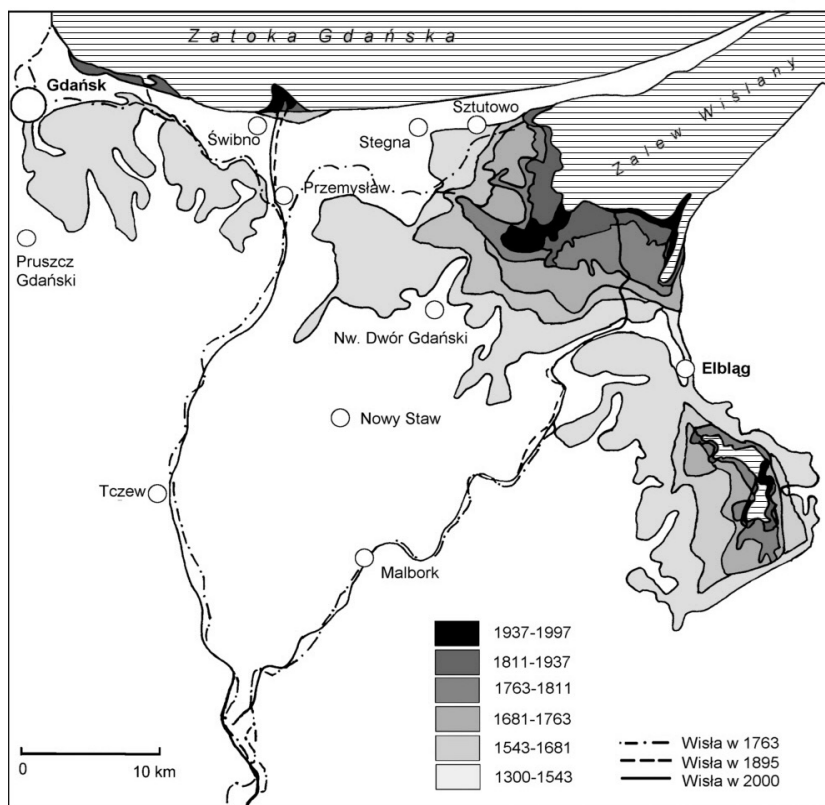 Zatoka Gdańska
Zalew Wiślany
Gdańsk
Sztutowo
Świbno
Stegna
Przemysław
Pruszcz
Gdański
Nw. Dwór Gdański
Elbląg
Nowy Staw
Tczew
Malbork
1937-1997
1811-1937
1763-1811
1681-1763
1543-1681
1300-1543
Wisła w 1763
Wisła w 1895
Wisła w 2000
0 10 km